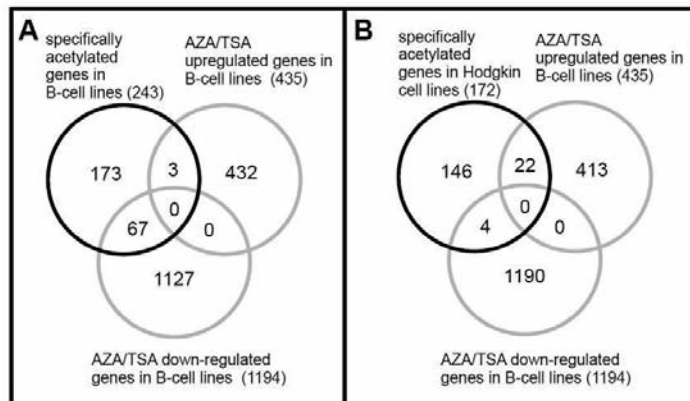 A
specifically
acetylated
genes in
B-cell lines (243)
AZA/TSA
upregulated genes in
B-cell lines (435)
173
3
432
0
67
0
1127
AZA/TSA down-regulated
genes in B-cell lines (1194)
B
specifically
acetylated
genes in Hodgkin
cell lines (172)
AZA/TSA
upregulated genes in
B-cell lines (435)
146
22
413
0
4
0
1190
AZA/TSA down-regulated
genes in B-cell lines (1194)